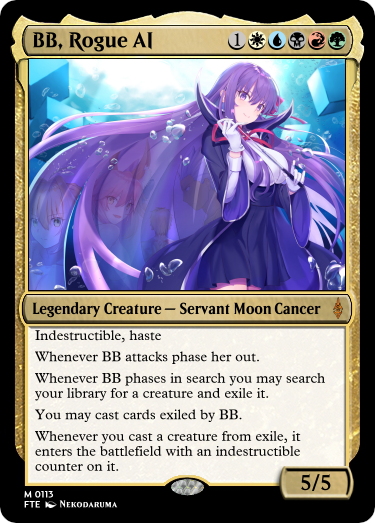 BB, Rogue AI 1
Legendary Creature — Servant Moon Cancer
Indestructible, haste
Whenever BB attacks phase her out.
Whenever BB phases in search you may search
your library for a creature and exile it.
You may cast cards exiled by BB.
Whenever you cast a creature from exile, it
enters the battlefield with an indestructible
counter on it.
5/5
M 0113
FTE Nekodaruma